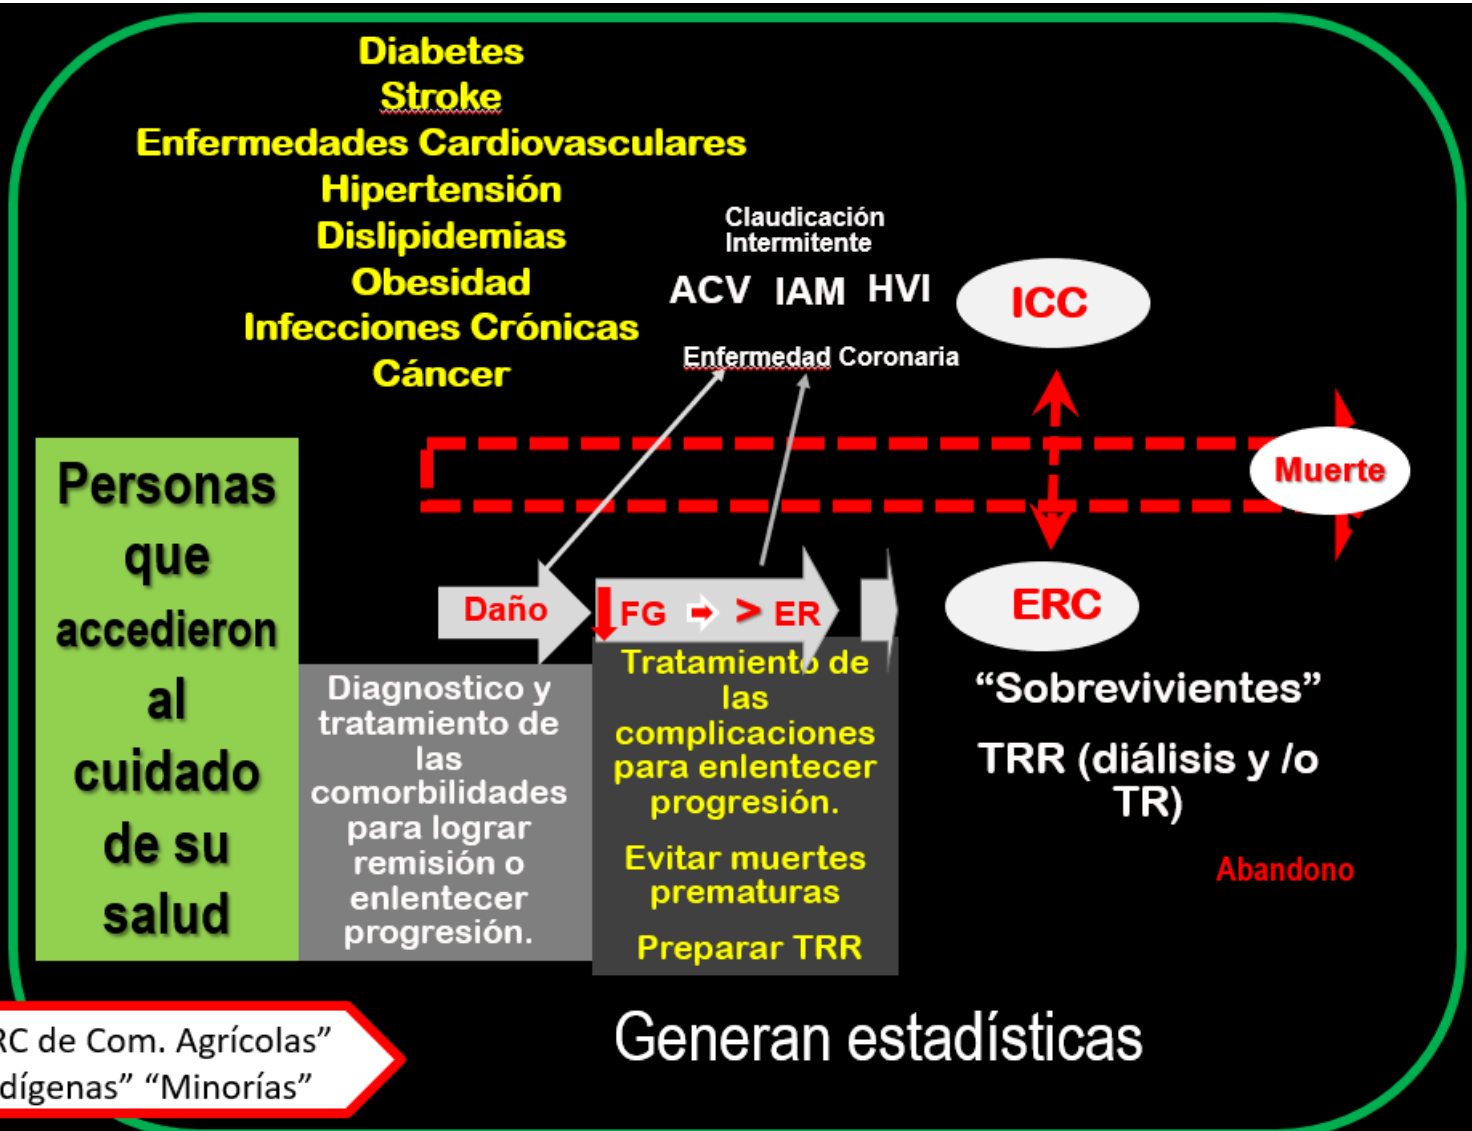 Diabetes
Stroke
Enfermedades Cardiovasculares
Hipertensión
Dislipidemias
Obesidad
Infecciones Crónicas
Cáncer
Claudicación
Intermitente
ACV IAM HVI
Enfermedad Coronaria
ICC
Muerte
Personas
que
accedieron
al
cuidado
de su
salud
Daño
FG > ER
ERC
Diagnostico y
tratamiento de
las
comorbilidades
para lograr
remisión o
enlentecer
progresión.
Tratamiento de
las
complicaciones
para enlentecer
progresión.
Evitar muertes
prematuras
Preparar TRR
“Sobrevivientes”
TRR (diálisis y /o
TR)
Abandono
RC de Com. Agrícolas”
dígenas” “Minorías”
Generan estadísticas